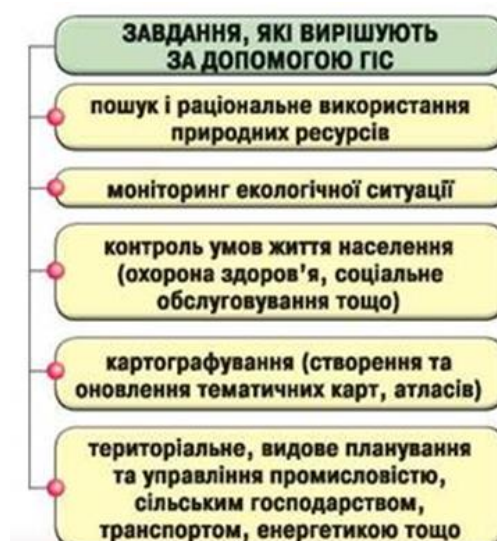 ЗАВДАННЯ, ЯКІ ВИРІШУЮТЬ
ЗА ДОПОМОГОЮ ГІС
пошук і раціональне використання
природних ресурсів
моніторинг екологічної ситуації
контроль умов життя населення
(охорона здоров'я, соціальне
обслуговування тощо)
картографування (створення та
оновлення тематичних карт, атласів)
територіальне, видове планування
та управління промисловістю,
сільським господарством,
транспортом, енергетикою тощо